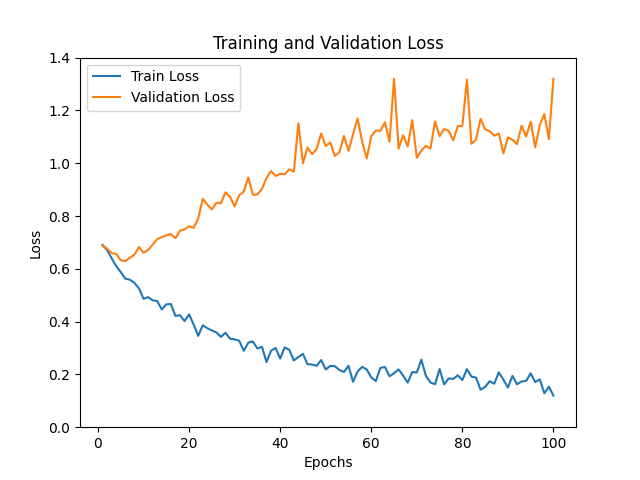 Training and Validation Loss
Train Loss
Validation Loss
1.4
1.2
1.0
0.8
0.6
0.4
0.2
0.0
Loss
0 20 40 60 80 100
Epochs